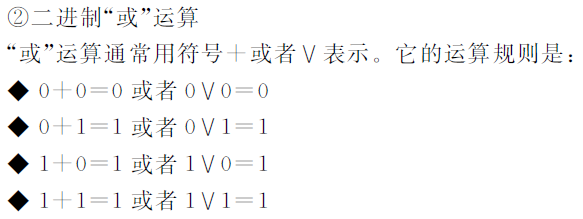 ②二进制“或”运算
“或”运算通常用符号＋或者∨表示。它的运算规则是：
◆ 0＋0＝0 或者 0∨0＝0
◆ 0＋1＝1 或者 0∨1＝1
◆ 1＋0＝1 或者 1∨0＝1
◆ 1＋1＝1 或者 1∨1＝1